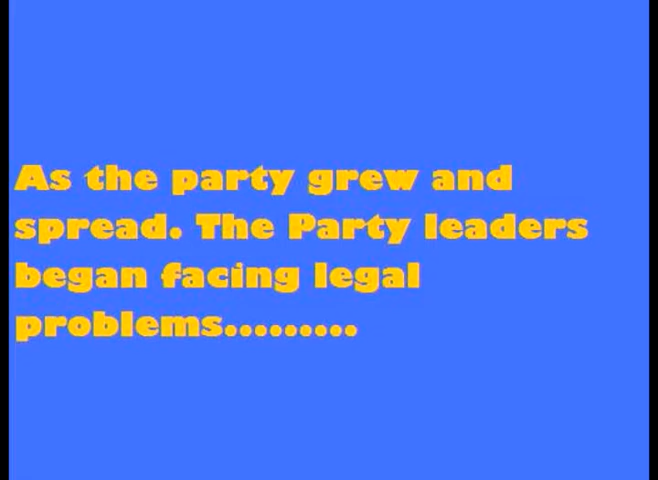 As the party grew and
spread. The Party leaders
began facing legal
problems.........